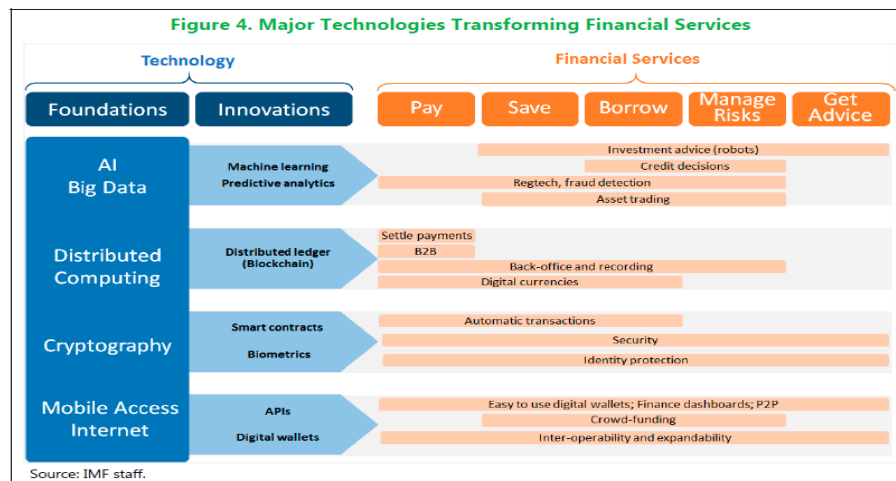 Figure 4. Major Technologies Transforming Financial Services
Technology
Financial Services
Foundations
Innovations
Pay
Save
Borrow
Manage
Risks
Get
Advice
AI
Big Data
Machine learning
Predictive analytics
Investment advice (robots)
Credit decisions
Regtech, fraud detection
Asset trading
Distributed
Computing
Distributed ledger
(Blockchain)
Settle payments
B2B
Back-office and recording
Digital currencies
Cryptography
Smart contracts
Biometrics
Automatic transactions
Security
Identity protection
Mobile Access
Internet
APIs
Digital wallets
Easy to use digital wallets; Finance dashboards; P2P
Crowd-funding
Inter-operability and expandability
Source: IMF staff.